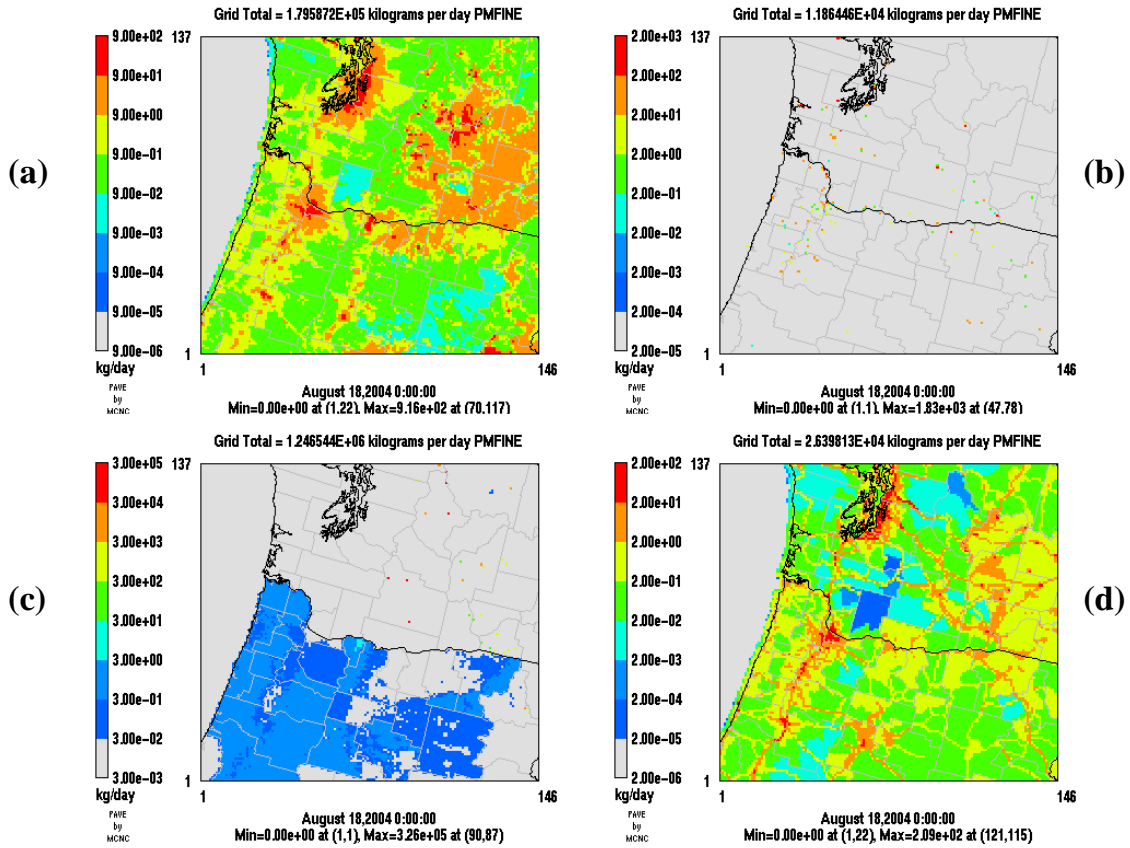 Grid Total = 1.795872E+05 kilograms per day PMFINE
(a)
9.00e+02
9.00e+01
9.00e+00
9.00e−01
9.00e−02
9.00e−03
9.00e−04
9.00e−05
9.00e−06
kg/day
PAVE
by
MCNC
137
1
1
146
August 18,2004 0:00:00
Min=0.00e+00 at (1,22), Max=9.16e+02 at (70,117)
Grid Total = 1.186446E+04 kilograms per day PMFINE
(b)
2.00e+03
2.00e+02
2.00e+01
2.00e+00
2.00e−01
2.00e−02
2.00e−03
2.00e−04
2.00e−05
kg/day
PAVE
by
MCNC
137
1
1
146
August 18,2004 0:00:00
Min=0.00e+00 at (1,1), Max=1.83e+03 at (47,78)
Grid Total = 1.246544E+06 kilograms per day PMFINE
(c)
3.00e+05
3.00e+04
3.00e+03
3.00e+02
3.00e+01
3.00e+00
3.00e−01
3.00e−02
3.00e−03
kg/day
PAVE
by
MCNC
137
1
1
146
August 18,2004 0:00:00
Min=0.00e+00 at (1,1), Max=3.26e+05 at (90,87)
Grid Total = 2.639813E+04 kilograms per day PMFINE
(d)
2.00e+02
2.00e+01
2.00e+00
2.00e−01
2.00e−02
2.00e−03
2.00e−04
2.00e−05
2.00e−06
kg/day
PAVE
by
MCNC
137
1
1
146
August 18,2004 0:00:00
Min=0.00e+00 at (1,22), Max=2.09e+02 at (121,115)